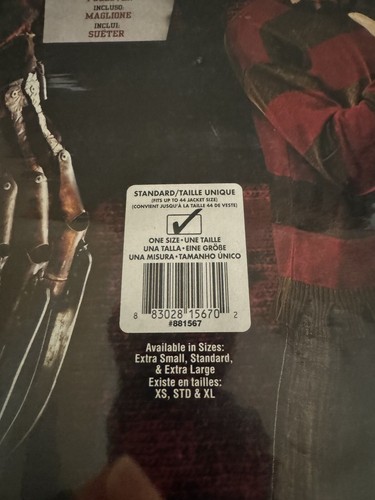 INCLUSO:
MAGLIONE
INCLUI:
SUÉTER
STANDARD/TAILLE UNIQUE
(FITS UP TO 44 JACKET SIZE)
(CONVIENT JUSQU'À LA TAILLE 44 DE VESTE)
ONE SIZE • UNE TAILLE
UNA TALLA • EINE GRÖßE
UNA MISURA • TAMANHO ÚNICO
8 83028 15670 2
#881567
Available in Sizes:
Extra Small, Standard,
& Extra Large
Existe en tailles:
XS, STD & XL